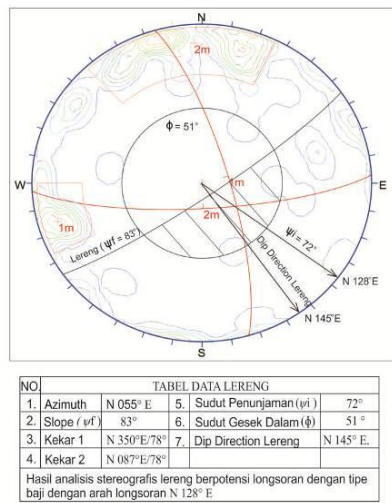 N
2m
ϕ = 51°
W
E
1m
1m
2m
Lereng ( ψf = 83°)
ψi = 72°
Dip Direction Lereng
N 128°E
N 145°E
S
NO. TABEL DATA LERENG
1. Azimuth N 055° E 5. Sudut Penunjaman (ψi) 72°
2. Slope ( ψf ) 83° 6. Sudut Gesek Dalam (ϕ) 51 °
3. Kekar 1 N 350°E/78° 7. Dip Direction Lereng N 145° E.
4. Kekar 2 N 087°E/78°
Hasil analisis stereografis lereng berpotensi longsoran dengan tipe
baji dengan arah longsoran N 128° E